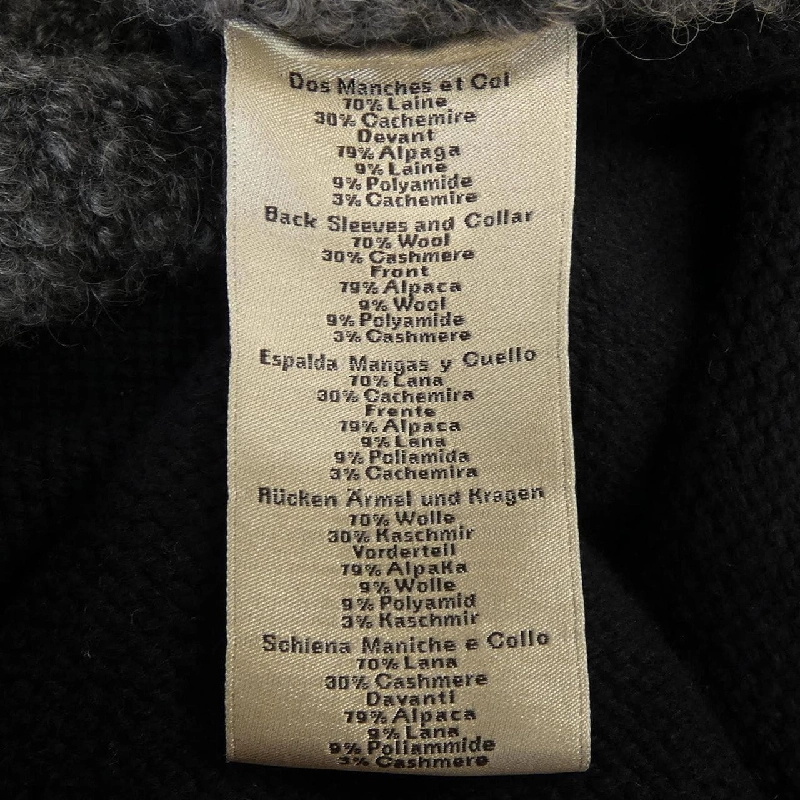 Dos Manches et Col
70% Laine
30% Cachemire
Devant
79% Alpaga
9% Laine
9% Polyamide
3% Cachemire
Back Sleeves and Collar
70% Wool
30% Cashmere
Front
79% Alpaca
9% Wool
9% Polyamide
3% Cashmere
Espalda Mangas y Cuello
70% Lana
30% Cachemira
Frente
79% Alpaca
9% Lana
9% Poliamida
3% Cachemira
Rücken Ärmel und Kragen
70% Wolle
30% Kaschmir
Vorderteil
79% AlpaKa
9% Wolle
9% Polyamid
3% Kaschmir
Schiena Maniche e Collo
70% Lana
30% Cashmere
Davanti
79% Alpaca
9% Lana
9% Poliammide
3% Cashmere